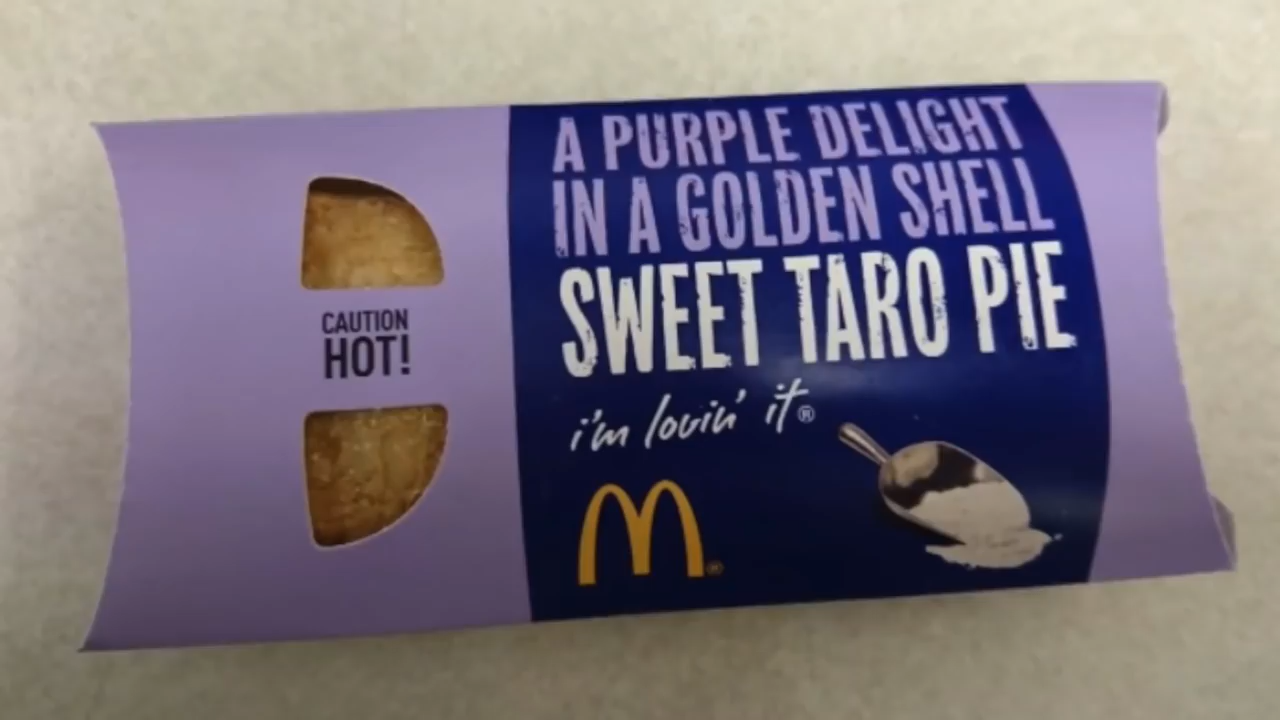 A PURPLE DELIGHT
IN A GOLDEN SHELL
SWEET TARO PIE
i'm lovin' it®
CAUTION
HOT!
M®